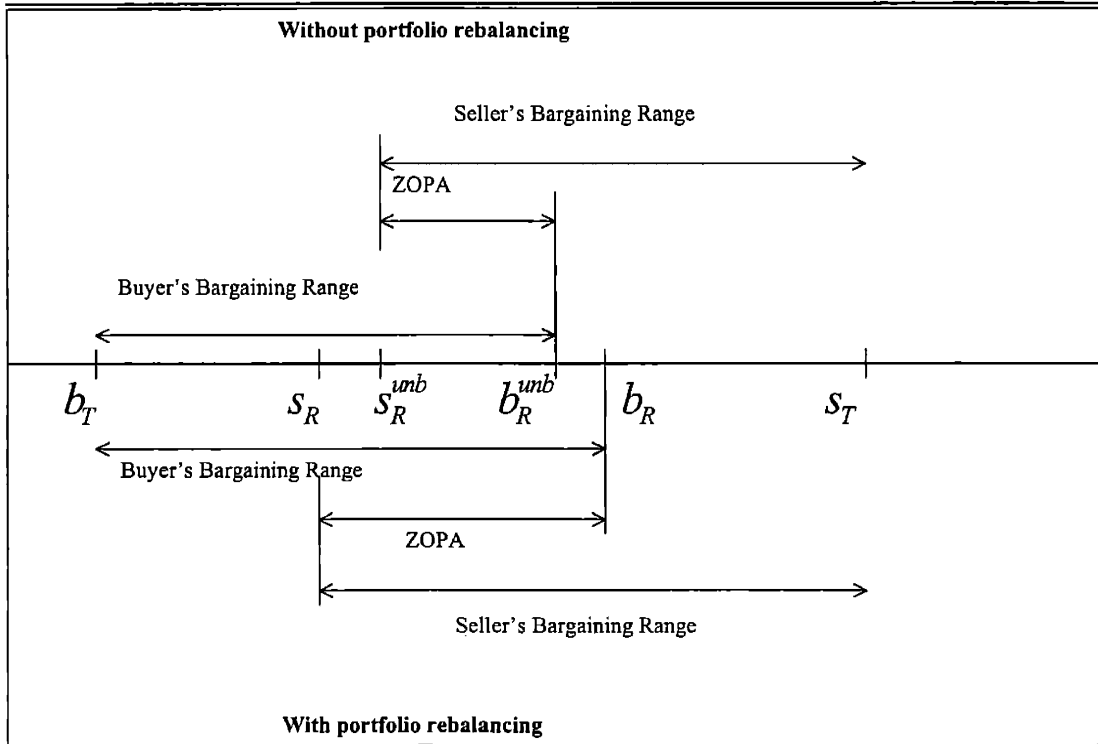 Without portfolio rebalancing
Seller's Bargaining Range
ZOPA
Buyer's Bargaining Range
b_T s_R s_R^{unb} b_R^{unb} b_R s_T
Buyer's Bargaining Range
ZOPA
Seller's Bargaining Range
With portfolio rebalancing